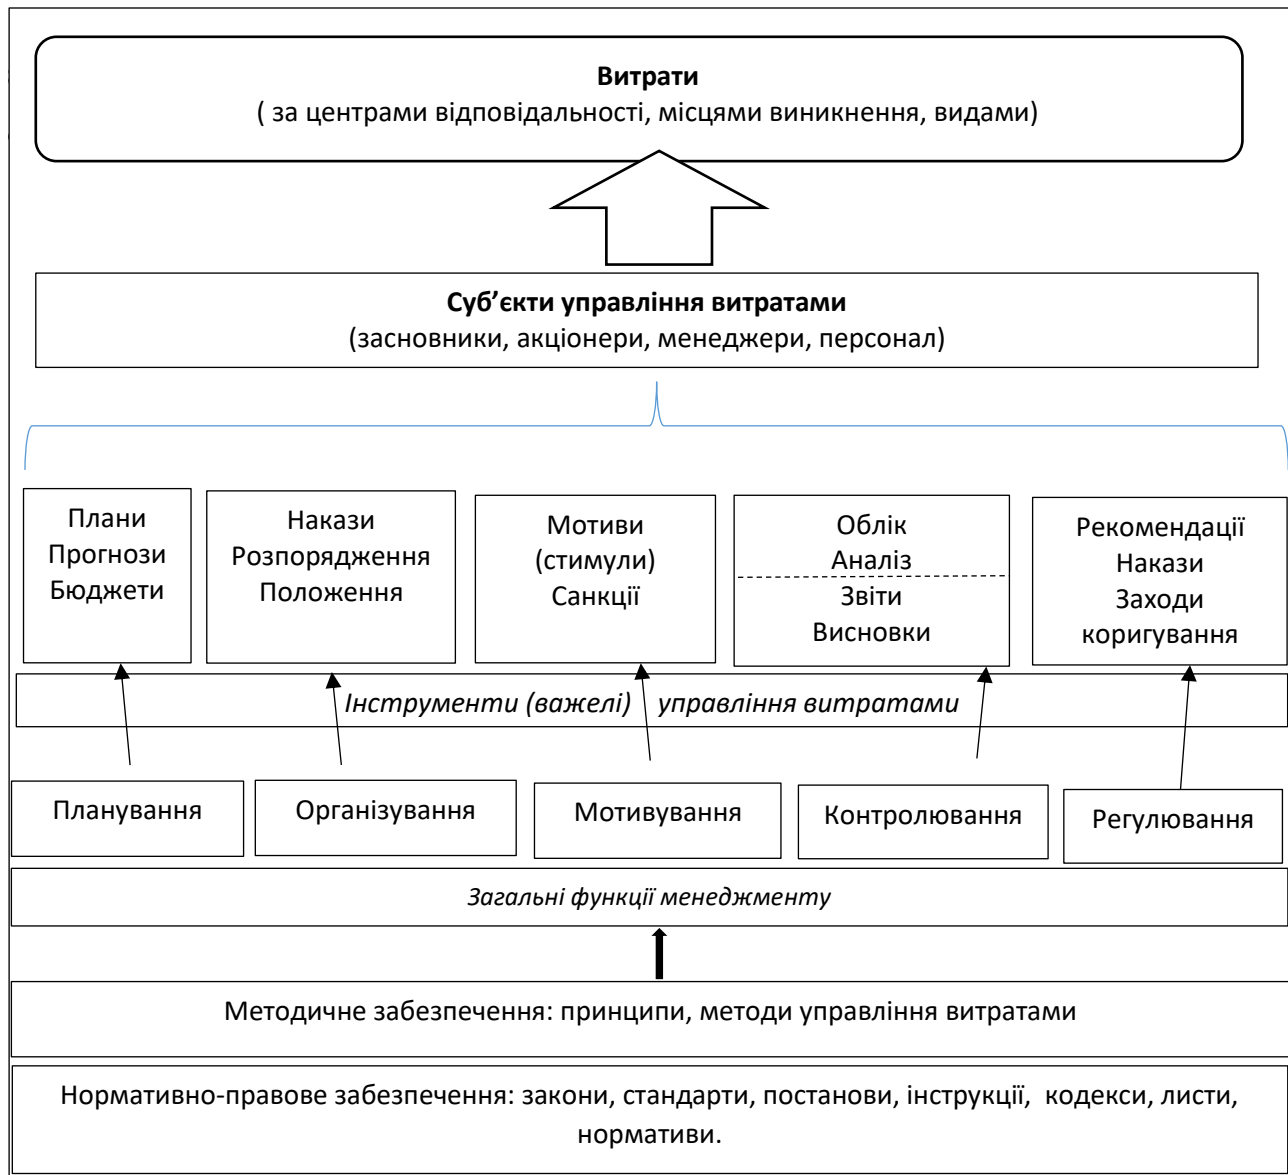 Витрати
( за центрами відповідальності, місцями виникнення, видами)
Суб’єкти управління витратами
(засновники, акціонери, менеджери, персонал)
Плани
Прогнози
Бюджети
Накази
Розпорядження
Положення
Мотиви
(стимули)
Санкції
Облік
Аналіз
Звіти
Висновки
Рекомендації
Накази
Заходи
коригування
Інструменти (важелі) управління витратами
Планування
Організування
Мотивування
Контролювання
Регулювання
Загальні функції менеджменту
Методичне забезпечення: принципи, методи управління витратами
Нормативно-правове забезпечення: закони, стандарти, постанови, інструкції, кодекси, листи,
нормативи.